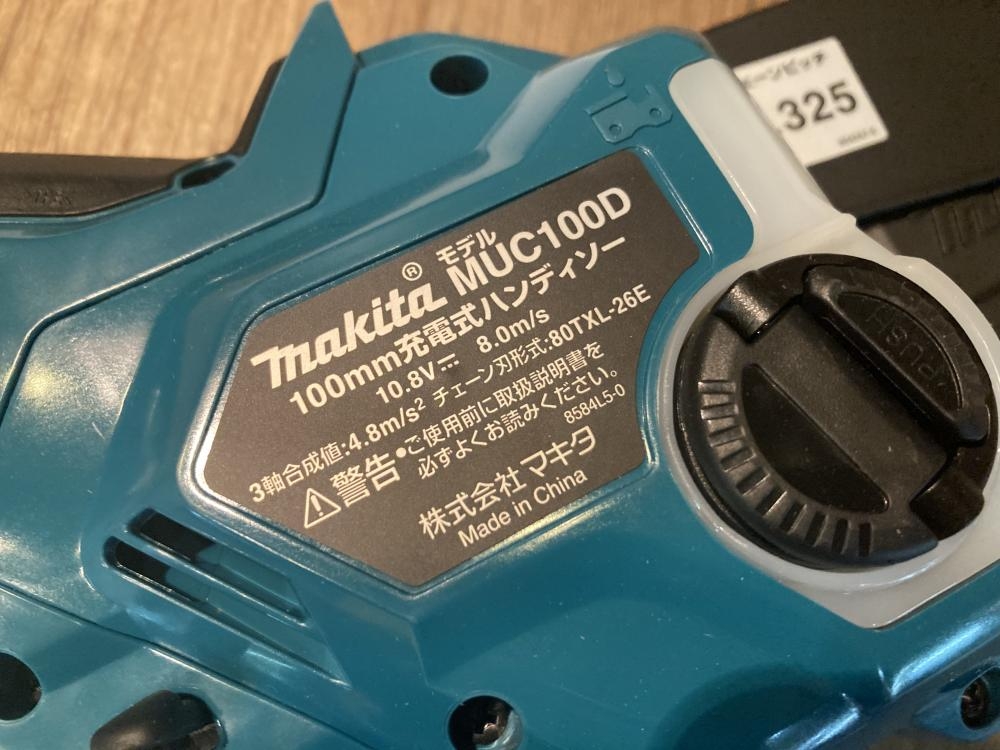 モデル
makita® MUC100D
100mm充電式ハンディソー
10.8V⎓ 8.0m/s
3軸合成値:4.8m/s² チェーン刃形式:80TXL-26E
⚠警告•ご使用前に取扱説明書を
必ずよくお読みください。
8584L5-0
株式会社マキタ
Made in China
ーンピッチ
.325
PUSH